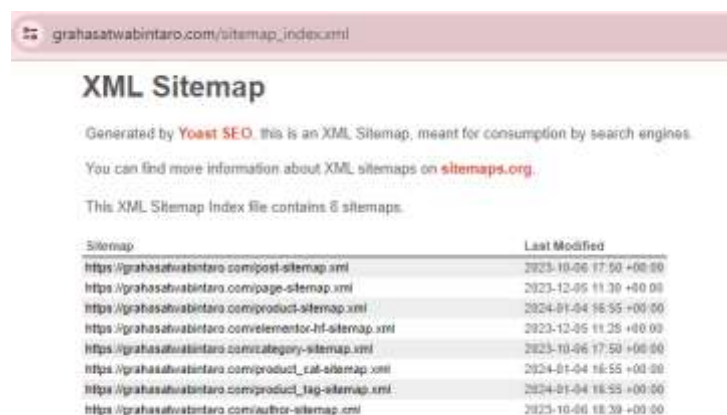 grahasatwabintaro.com/sitemap_index.xml
XML Sitemap
Generated by Yoast SEO, this is an XML Sitemap, meant for consumption by search engines.
You can find more information about XML sitemaps on sitemaps.org.
This XML Sitemap Index file contains 8 sitemaps.
Sitemap Last Modified
https://grahasatwabintaro.com/post-sitemap.xml 2023-10-06 17:50 +00:00
https://grahasatwabintaro.com/page-sitemap.xml 2023-12-05 11:30 +00:00
https://grahasatwabintaro.com/product-sitemap.xml 2024-01-04 16:55 +00:00
https://grahasatwabintaro.com/elementor-hf-sitemap.xml 2023-12-05 11:28 +00:00
https://grahasatwabintaro.com/category-sitemap.xml 2023-10-06 17:50 +00:00
https://grahasatwabintaro.com/product_cat-sitemap.xml 2024-01-04 16:55 +00:00
https://grahasatwabintaro.com/product_tag-sitemap.xml 2024-01-04 16:55 +00:00
https://grahasatwabintaro.com/author-sitemap.xml 2023-10-06 18:39 +00:00